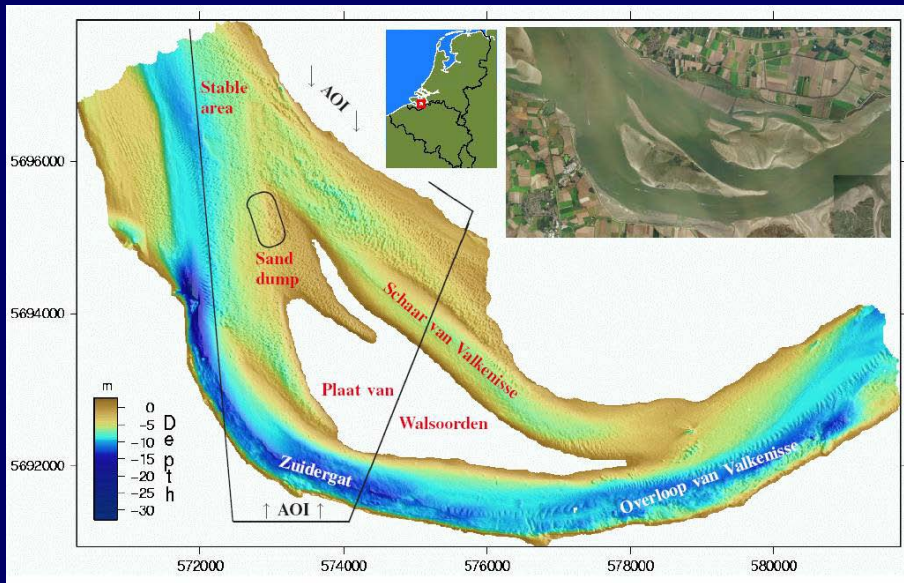 Stable
area
↓ AOI ↓
5696000
Sand
dump
Schaar van Valkenisse
5694000
Plaat van
Walsoorden
m
0
-5
-10
-15
-20
-25
-30
Depth
5692000
Zuidergat
Overloop van Valkenisse
↑ AOI ↑
572000 574000 576000 578000 580000